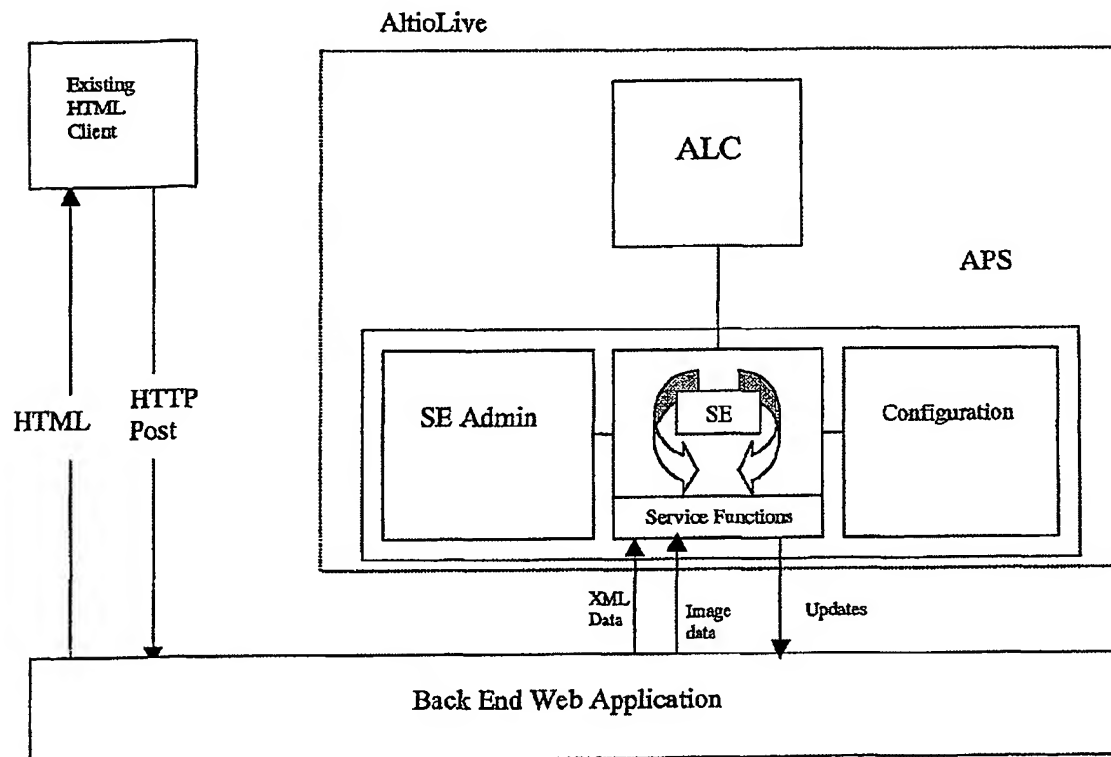 AltioLive
Existing
HTML
Client
ALC
APS
HTML
HTTP
Post
SE Admin
SE
Configuration
Service Functions
XML
Data
Image
data
Updates
Back End Web Application